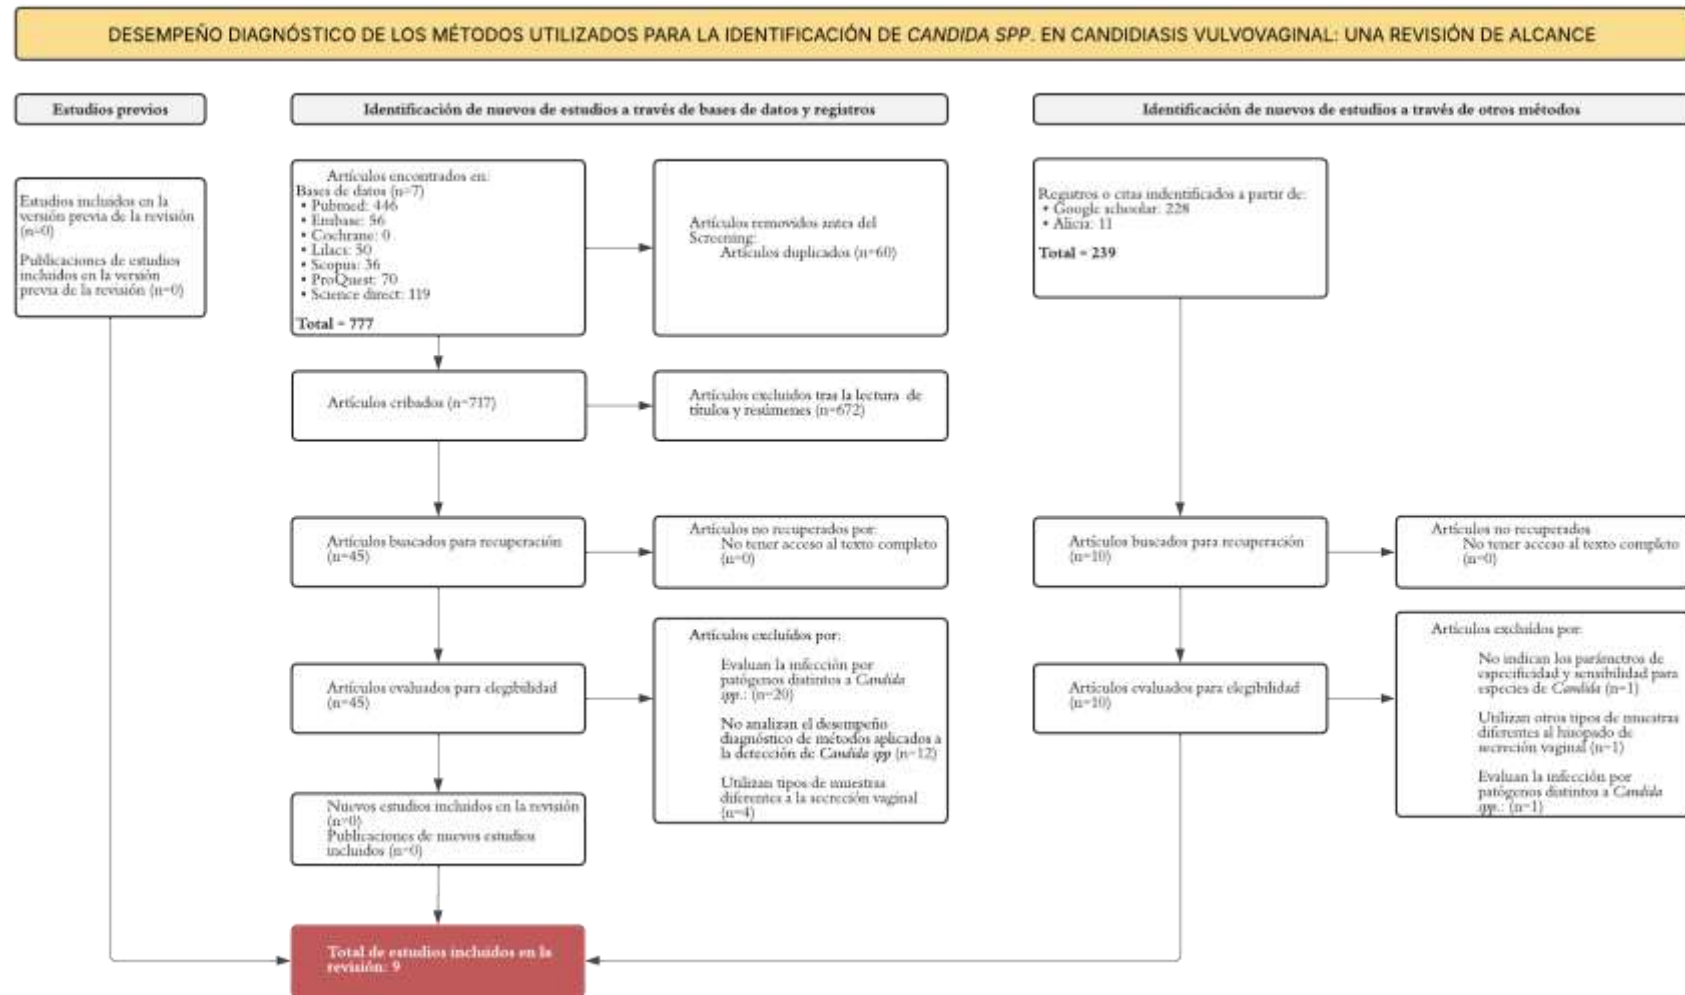 DESEMPEÑO DIAGNÓSTICO DE LOS MÉTODOS UTILIZADOS PARA LA IDENTIFICACIÓN DE CANDIDA SPP. EN CANDIDIASIS VULVOVAGINAL: UNA REVISIÓN DE ALCANCE
Estudios previos
Identificación de nuevos de estudios a través de bases de datos y registros
Identificación de nuevos de estudios a través de otros métodos
Estudios incluidos en la
versión previa de la revisión
(n=0)
Publicaciones de estudios
incluidos en la versión
previa de la revisión (n=0)
Artículos encontrados en:
Bases de datos (n=7)
• Pubmed: 446
• Embase: 56
• Cochrane: 0
• Lilacs: 50
• Scopus: 36
• ProQuest: 70
• Science direct: 119
Total = 777
Artículos removidos antes del
Screening:
Artículos duplicados (n=60)
Registros o citas indentificados a partir de:
• Google schoolar: 228
• Alicia: 11
Total = 239
Artículos cribados (n=717)
Artículos excluidos tras la lectura de
títulos y resúmenes (n=672)
Artículos buscados para recuperación
(n=45)
Artículos no recuperados por:
No tener acceso al texto completo
(n=0)
Artículos buscados para recuperación
(n=10)
Artículos no recuperados
No tener acceso al texto completo
(n=0)
Artículos evaluados para elegibilidad
(n=45)
Artículos excluídos por:
Evaluan la infección por
patógenos distintos a Candida
spp.: (n=20)
No analizan el desempeño
diagnóstico de métodos aplicados a
la detección de Candida spp (n=12)
Utilizan tipos de muestras
diferentes a la secreción vaginal
(n=4)
Artículos evaluados para elegibilidad
(n=10)
Artículos excluídos por:
No indican los parámetros de
especificidad y sensibilidad para
especies de Candida (n=1)
Utilizan otros tipos de muestras
diferentes al hisopado de
secreción vaginal (n=1)
Evaluan la infección por
patógenos distintos a Candida
spp.: (n=1)
Nuevos estudios incluidos en la revisión
(n=0)
Publicaciones de nuevos estudios
incluidos (n=0)
Total de estudios incluidos en la
revisión: 9